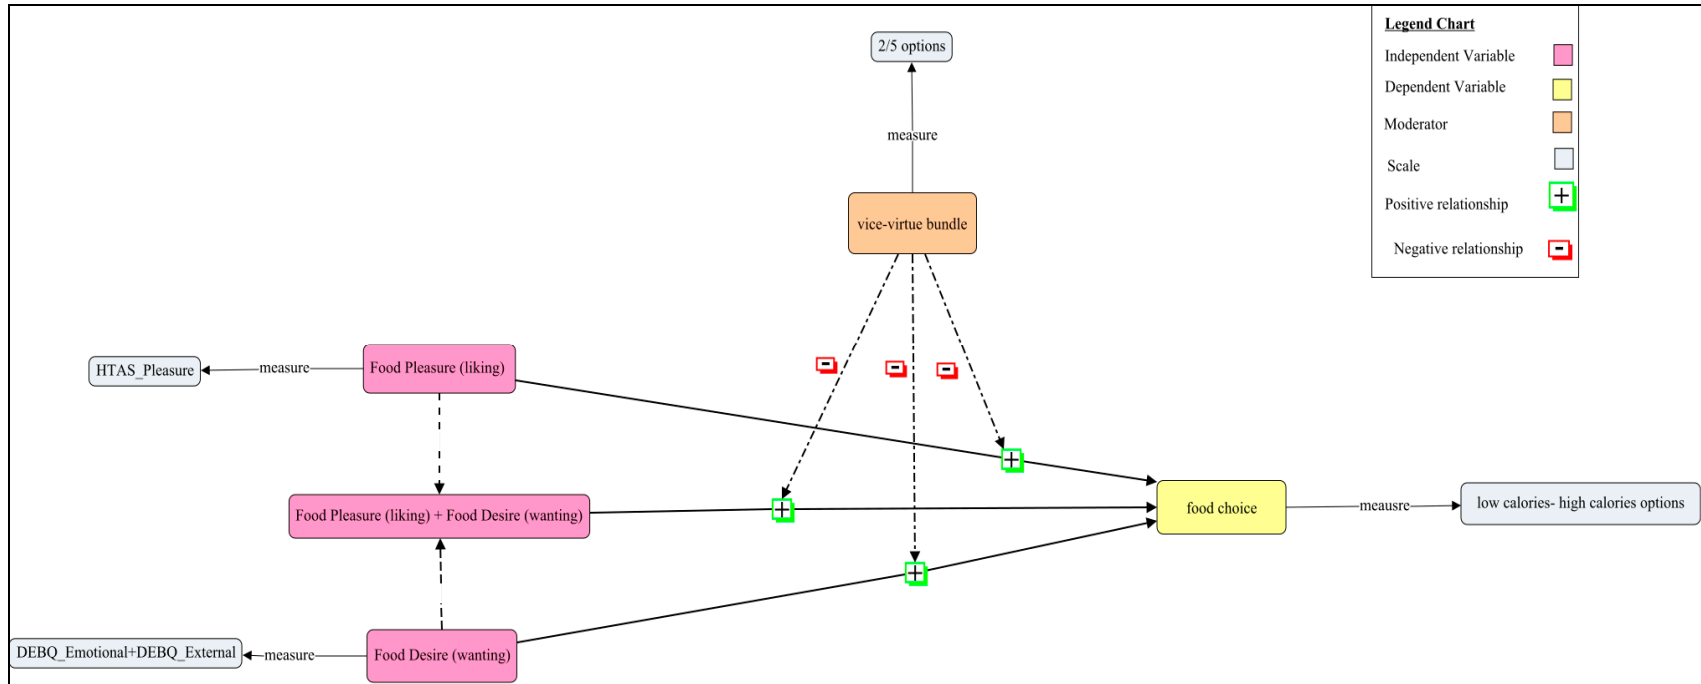 Legend Chart
Independent Variable
Dependent Variable
Moderator
Scale
Positive relationship
+
Negative relationship
-
2/5 options
measure
vice-virtue bundle
-
-
-
HTAS_Pleasure
measure
Food Pleasure (liking)
+
Food Pleasure (liking) + Food Desire (wanting)
+
food choice
meausre
low calories- high calories options
+
DEBQ_Emotional+DEBQ_External
measure
Food Desire (wanting)